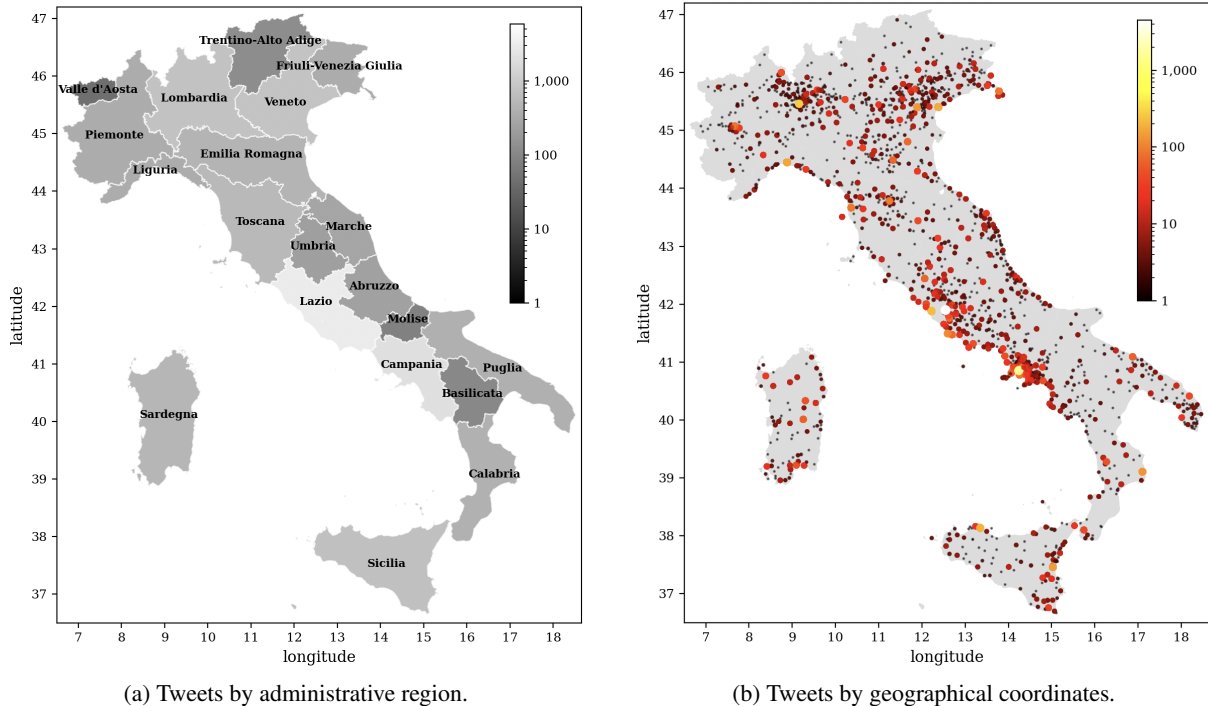 47
46
45
44
43
42
41
40
39
38
37
latitude
7 8 9 10 11 12 13 14 15 16 17 18
longitude
Trentino-Alto Adige
Friuli-Venezia Giulia
Valle d'Aosta
Lombardia
Veneto
Piemonte
Emilia Romagna
Liguria
Toscana
Marche
Umbria
Lazio
Abruzzo
Molise
Campania
Puglia
Basilicata
Sardegna
Calabria
Sicilia
1,000
100
10
1
(a) Tweets by administrative region.
47
46
45
44
43
42
41
40
39
38
37
latitude
7 8 9 10 11 12 13 14 15 16 17 18
longitude
1,000
100
10
1
(b) Tweets by geographical coordinates.